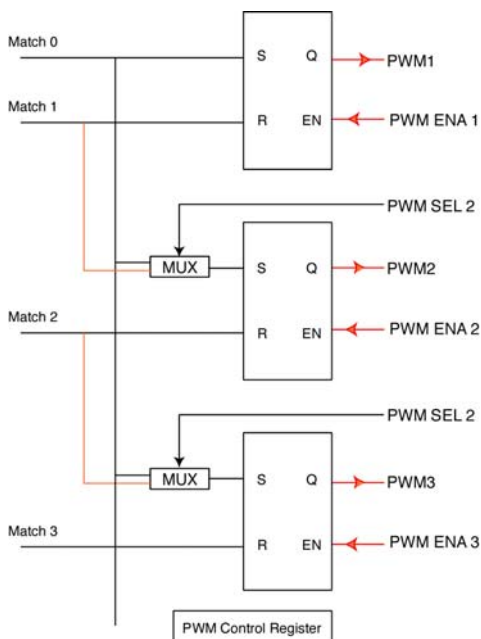 Match 0
S Q PWM1
Match 1
R EN PWM ENA 1
PWM SEL 2
MUX S Q PWM2
Match 2
R EN PWM ENA 2
PWM SEL 2
MUX S Q PWM3
Match 3
R EN PWM ENA 3
PWM Control Register